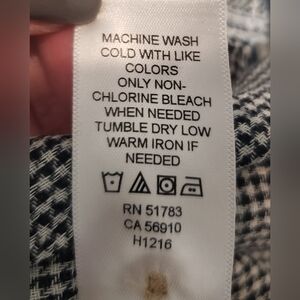 MACHINE WASH
COLD WITH LIKE
COLORS
ONLY NON-
CHLORINE BLEACH
WHEN NEEDED
TUMBLE DRY LOW
WARM IRON IF
NEEDED
RN 51783
CA 56910
H1216